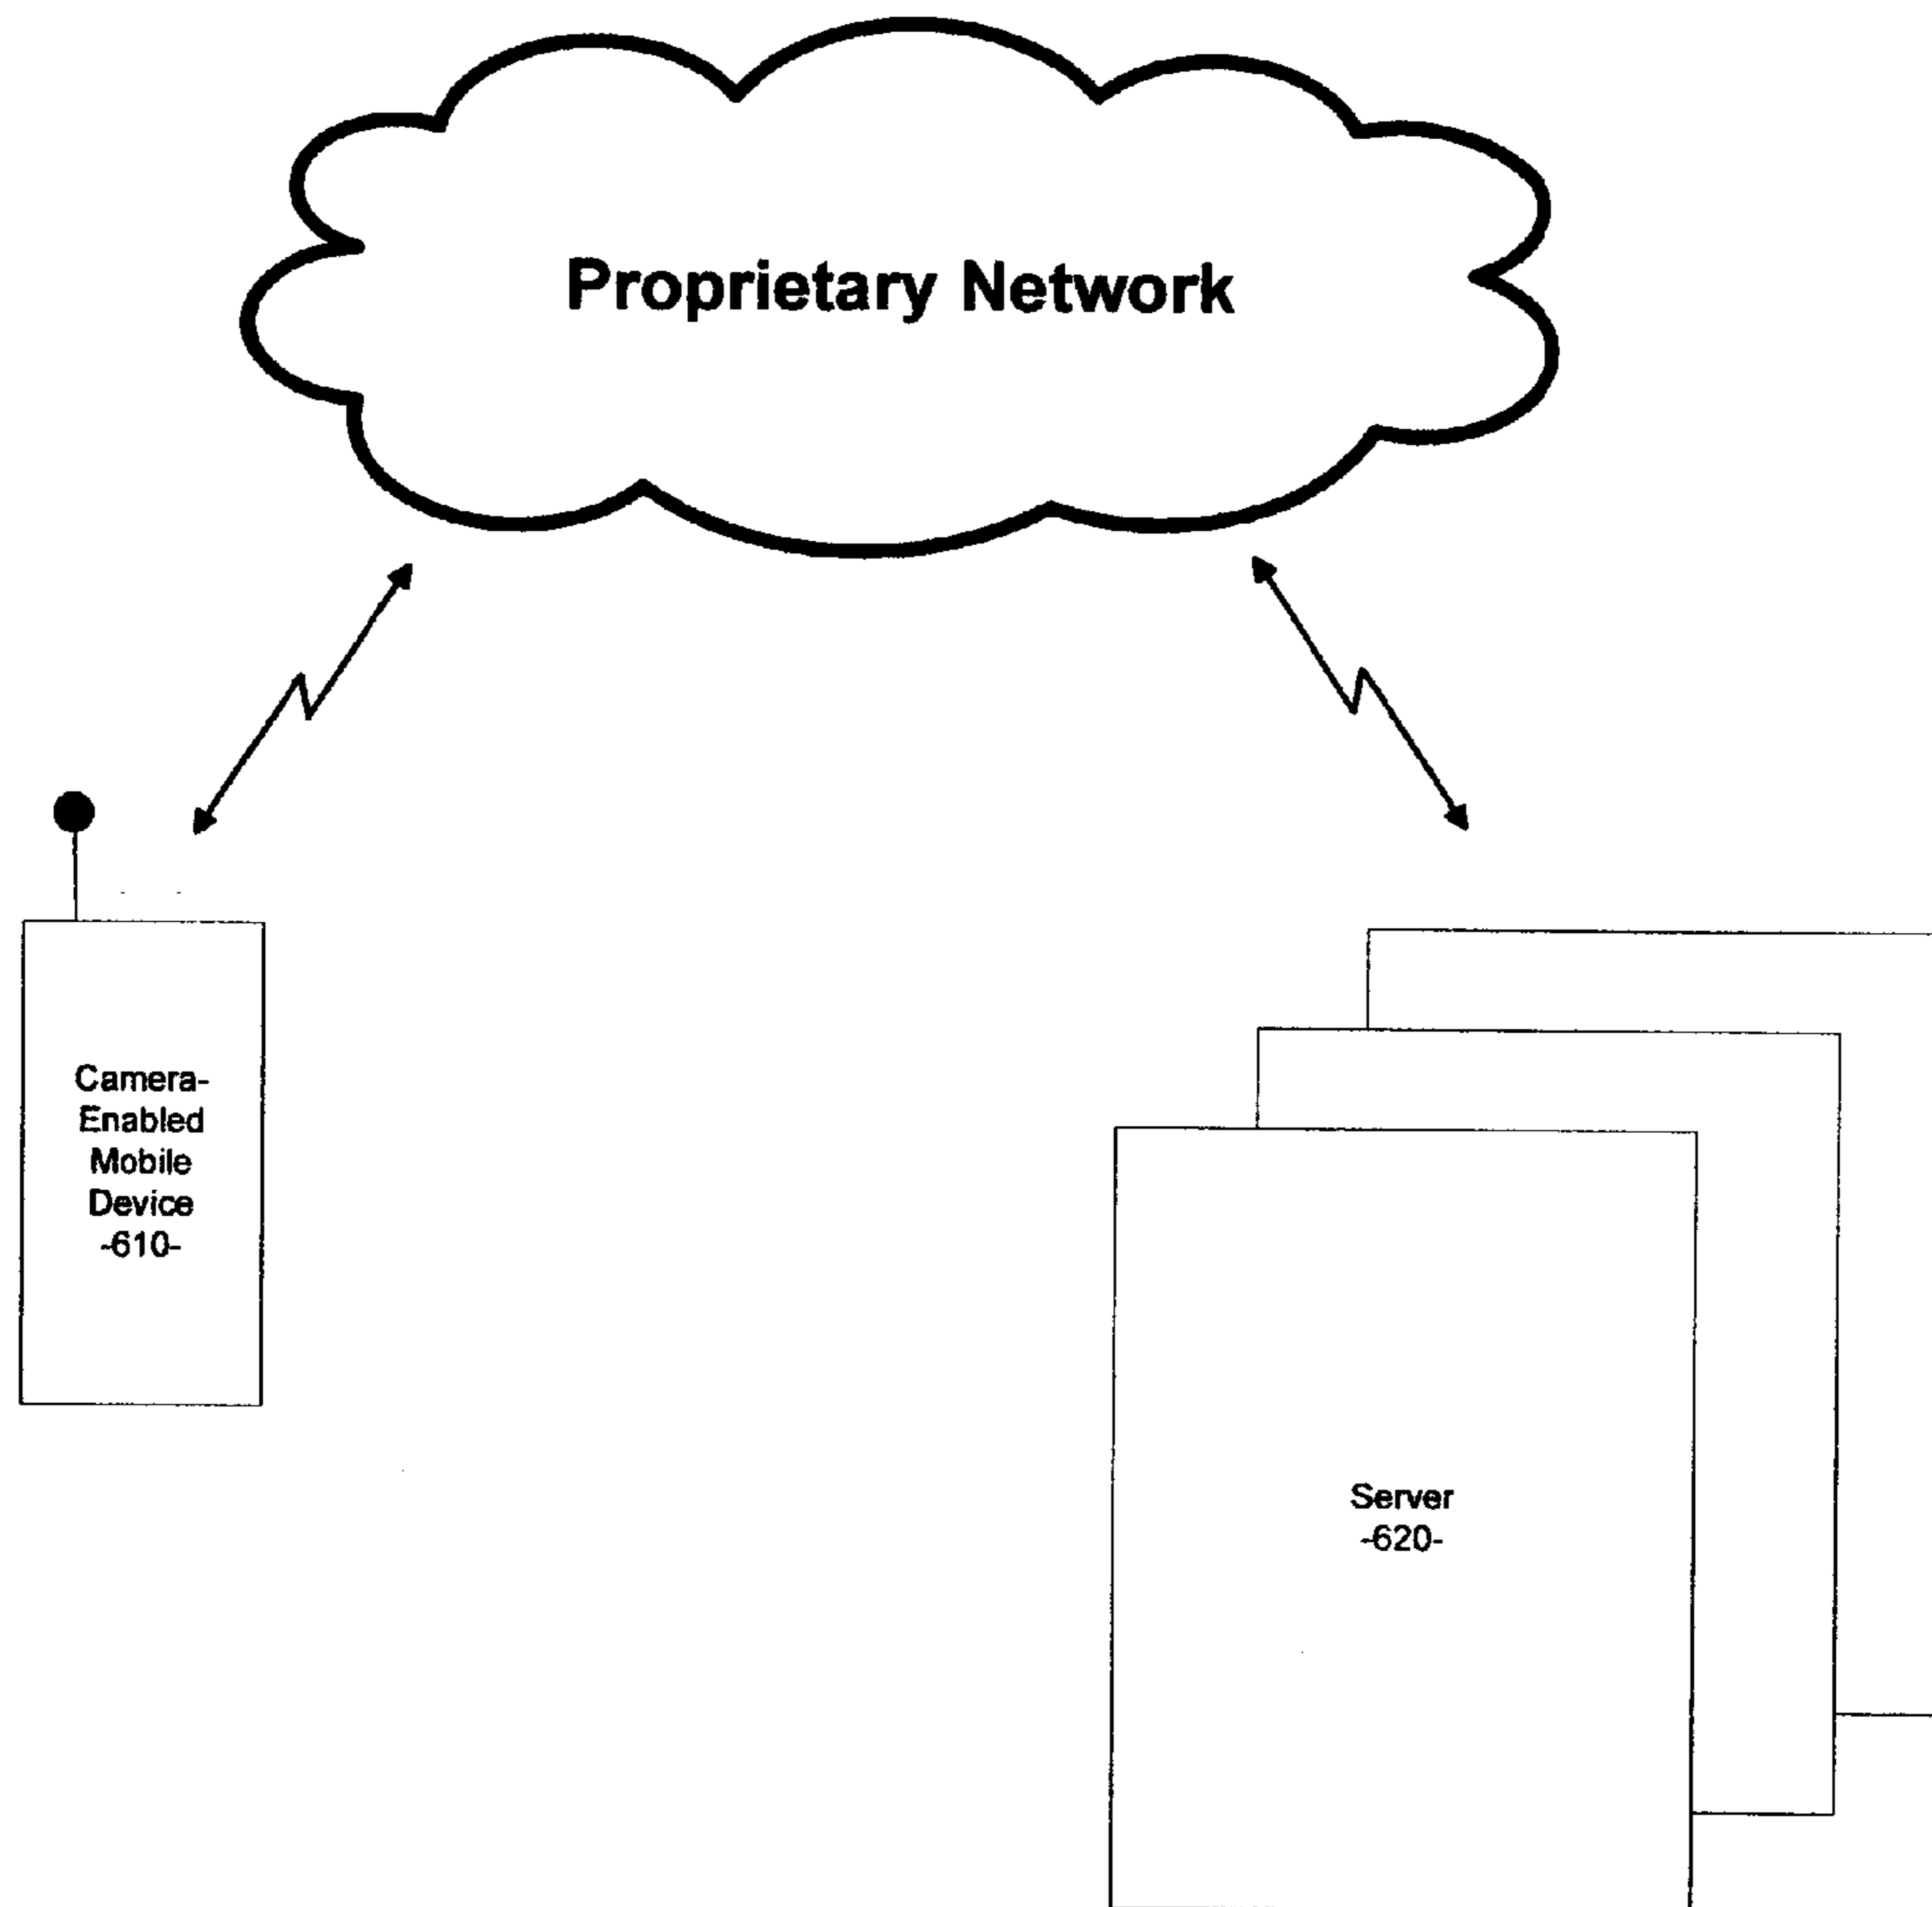 Proprietary Network
Camera-
Enabled
Mobile
Device
-610-
Server
-620-